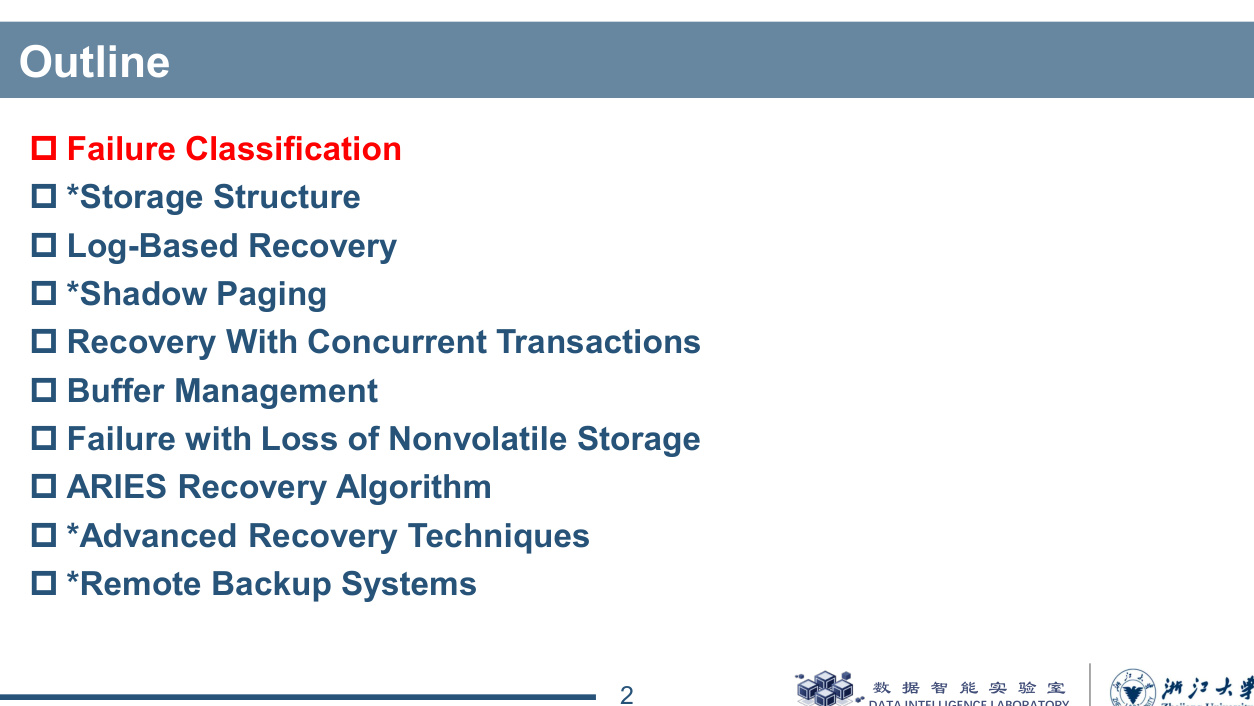 Outline
Failure Classification
*Storage Structure
Log-Based Recovery
*Shadow Paging
Recovery With Concurrent Transactions
Buffer Management
Failure with Loss of Nonvolatile Storage
ARIES Recovery Algorithm
*Advanced Recovery Techniques
*Remote Backup Systems
2
数据智能实验室
DATA INTELLIGENCE LABORATORY
浙江大学